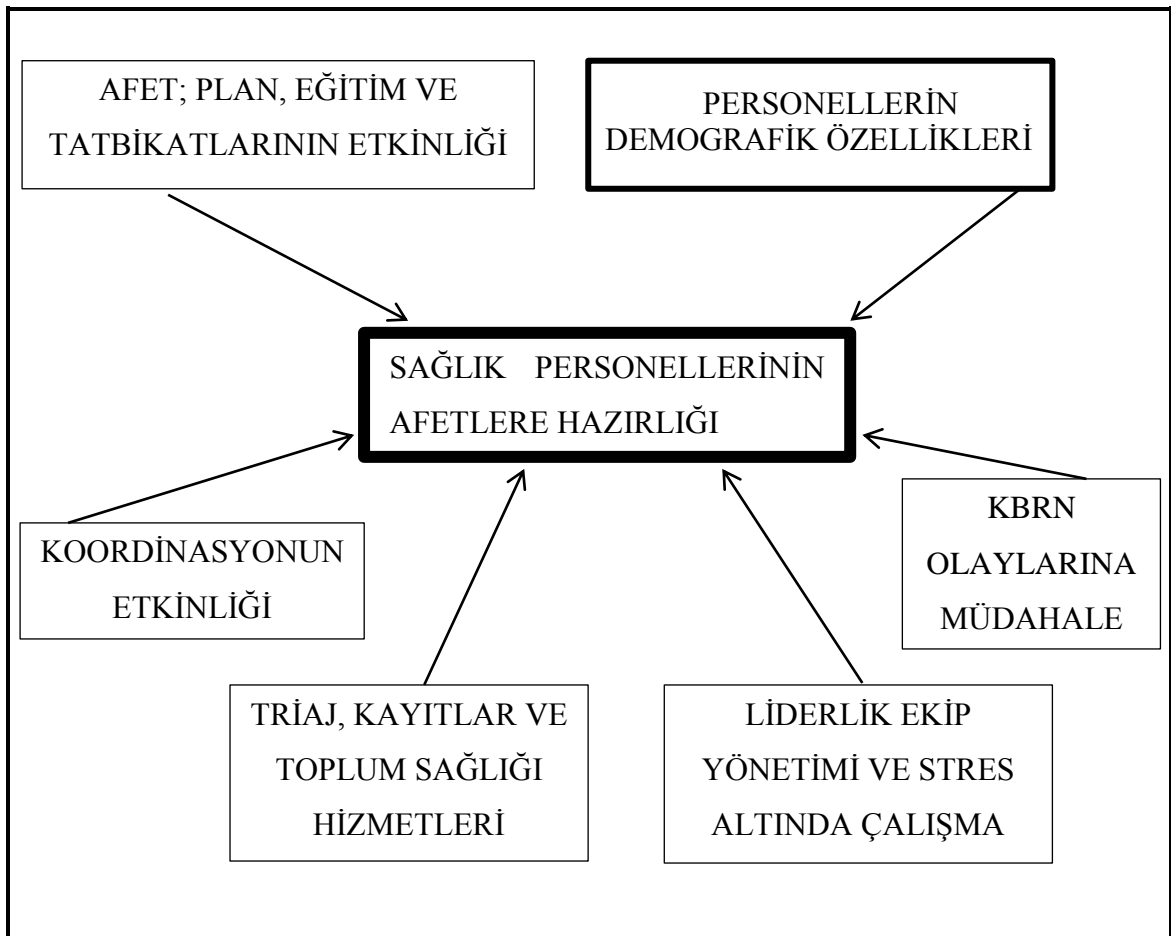 AFET; PLAN, EĞİTİM VE
TATBİKATLARININ ETKİNLİĞİ
PERSONELLERİN
DEMOGRAFİK ÖZELLİKLERİ
SAĞLIK PERSONELLERİNİN
AFETLERE HAZIRLIĞI
KOORDİNASYONUN
ETKİNLİĞİ
KBRN
OLAYLARINA
MÜDAHALE
TRİAJ, KAYITLAR VE
TOPLUM SAĞLIĞI
HİZMETLERİ
LİDERLİK EKİP
YÖNETİMİ VE STRES
ALTINDA ÇALIŞMA